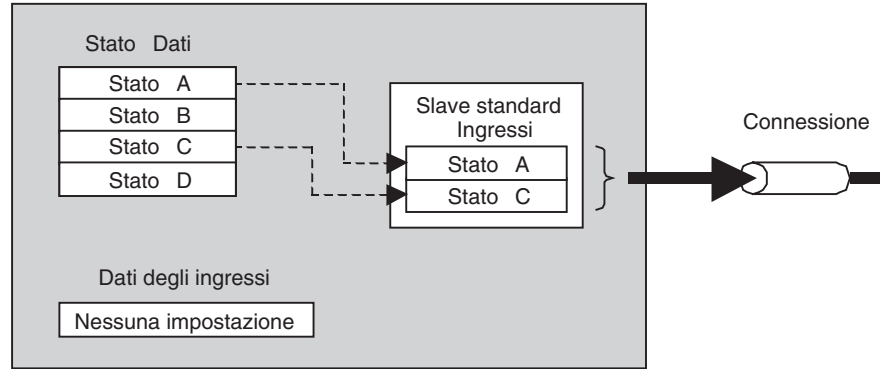 Stato Dati
Stato A
Stato B
Stato C
Stato D
Slave standard
Ingressi
Stato A
Stato C
Connessione
Dati degli ingressi
Nessuna impostazione